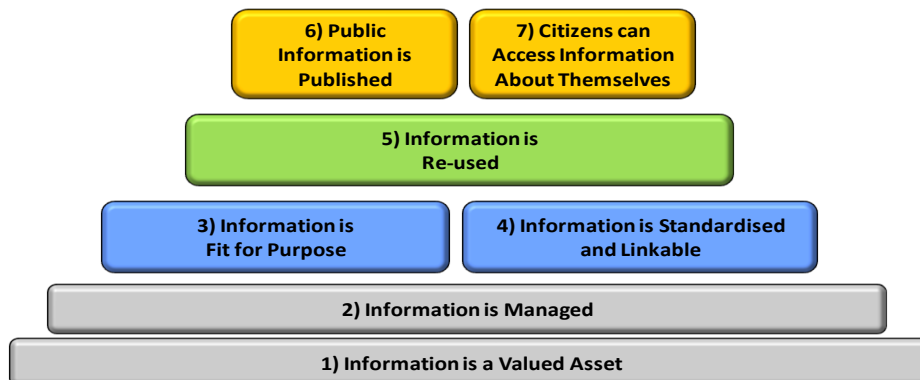 6) Public
Information is
Published
7) Citizens can
Access Information
About Themselves
5) Information is
Re-used
3) Information is
Fit for Purpose
4) Information is Standardised
and Linkable
2) Information is Managed
1) Information is a Valued Asset